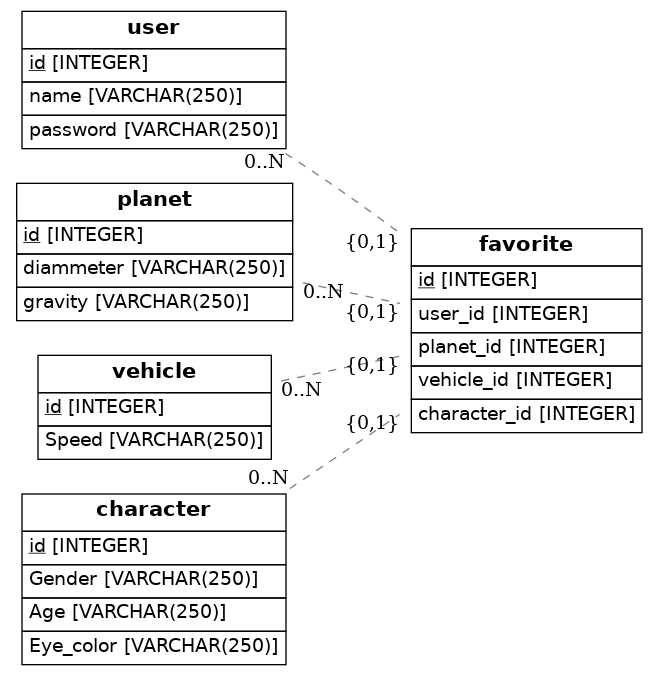 user
id [INTEGER]
name [VARCHAR(250)]
password [VARCHAR(250)]
0..N
{0,1}
planet
id [INTEGER]
diammeter [VARCHAR(250)]
gravity [VARCHAR(250)]
0..N
{0,1}
vehicle
id [INTEGER]
Speed [VARCHAR(250)]
0..N
{0,1}
character
id [INTEGER]
Gender [VARCHAR(250)]
Age [VARCHAR(250)]
Eye_color [VARCHAR(250)]
0..N
{0,1}
favorite
id [INTEGER]
user_id [INTEGER]
planet_id [INTEGER]
vehicle_id [INTEGER]
character_id [INTEGER]